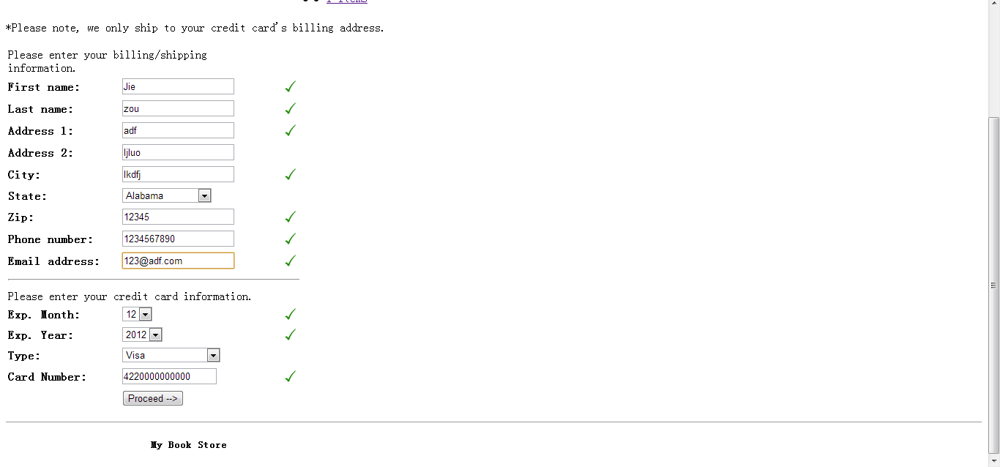 1 items
*Please note, we only ship to your credit card's billing address.
Please enter your billing/shipping
information.
First name: Jie
Last name: zou
Address 1: adf
Address 2: ljluo
City: lkdfj
State: Alabama
Zip: 12345
Phone number: 1234567890
Email address: 123@adf.com
Please enter your credit card information.
Exp. Month: 12
Exp. Year: 2012
Type: Visa
Card Number: 4220000000000
Proceed -->
My Book Store